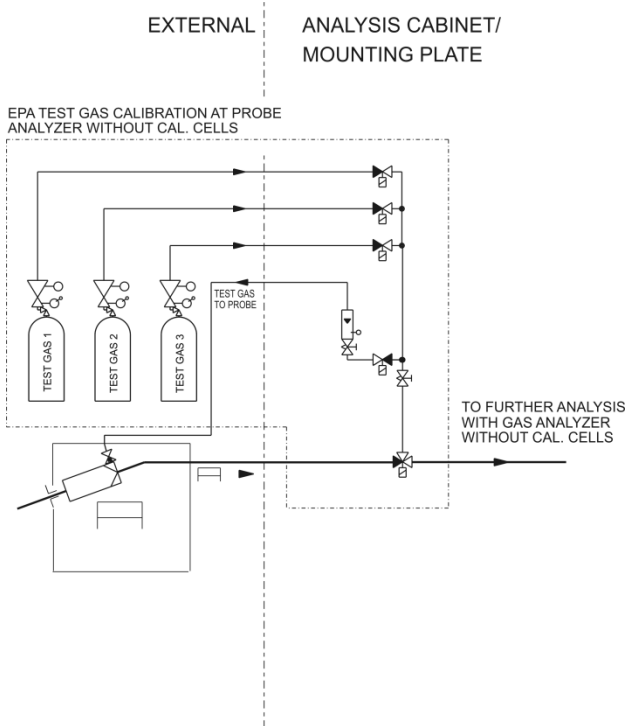 EXTERNAL
ANALYSIS CABINET/
MOUNTING PLATE
EPA TEST GAS CALIBRATION AT PROBE
ANALYZER WITHOUT CAL. CELLS
TEST GAS
TO PROBE
TEST GAS 1
TEST GAS 2
TEST GAS 3
TO FURTHER ANALYSIS
WITH GAS ANALYZER
WITHOUT CAL. CELLS